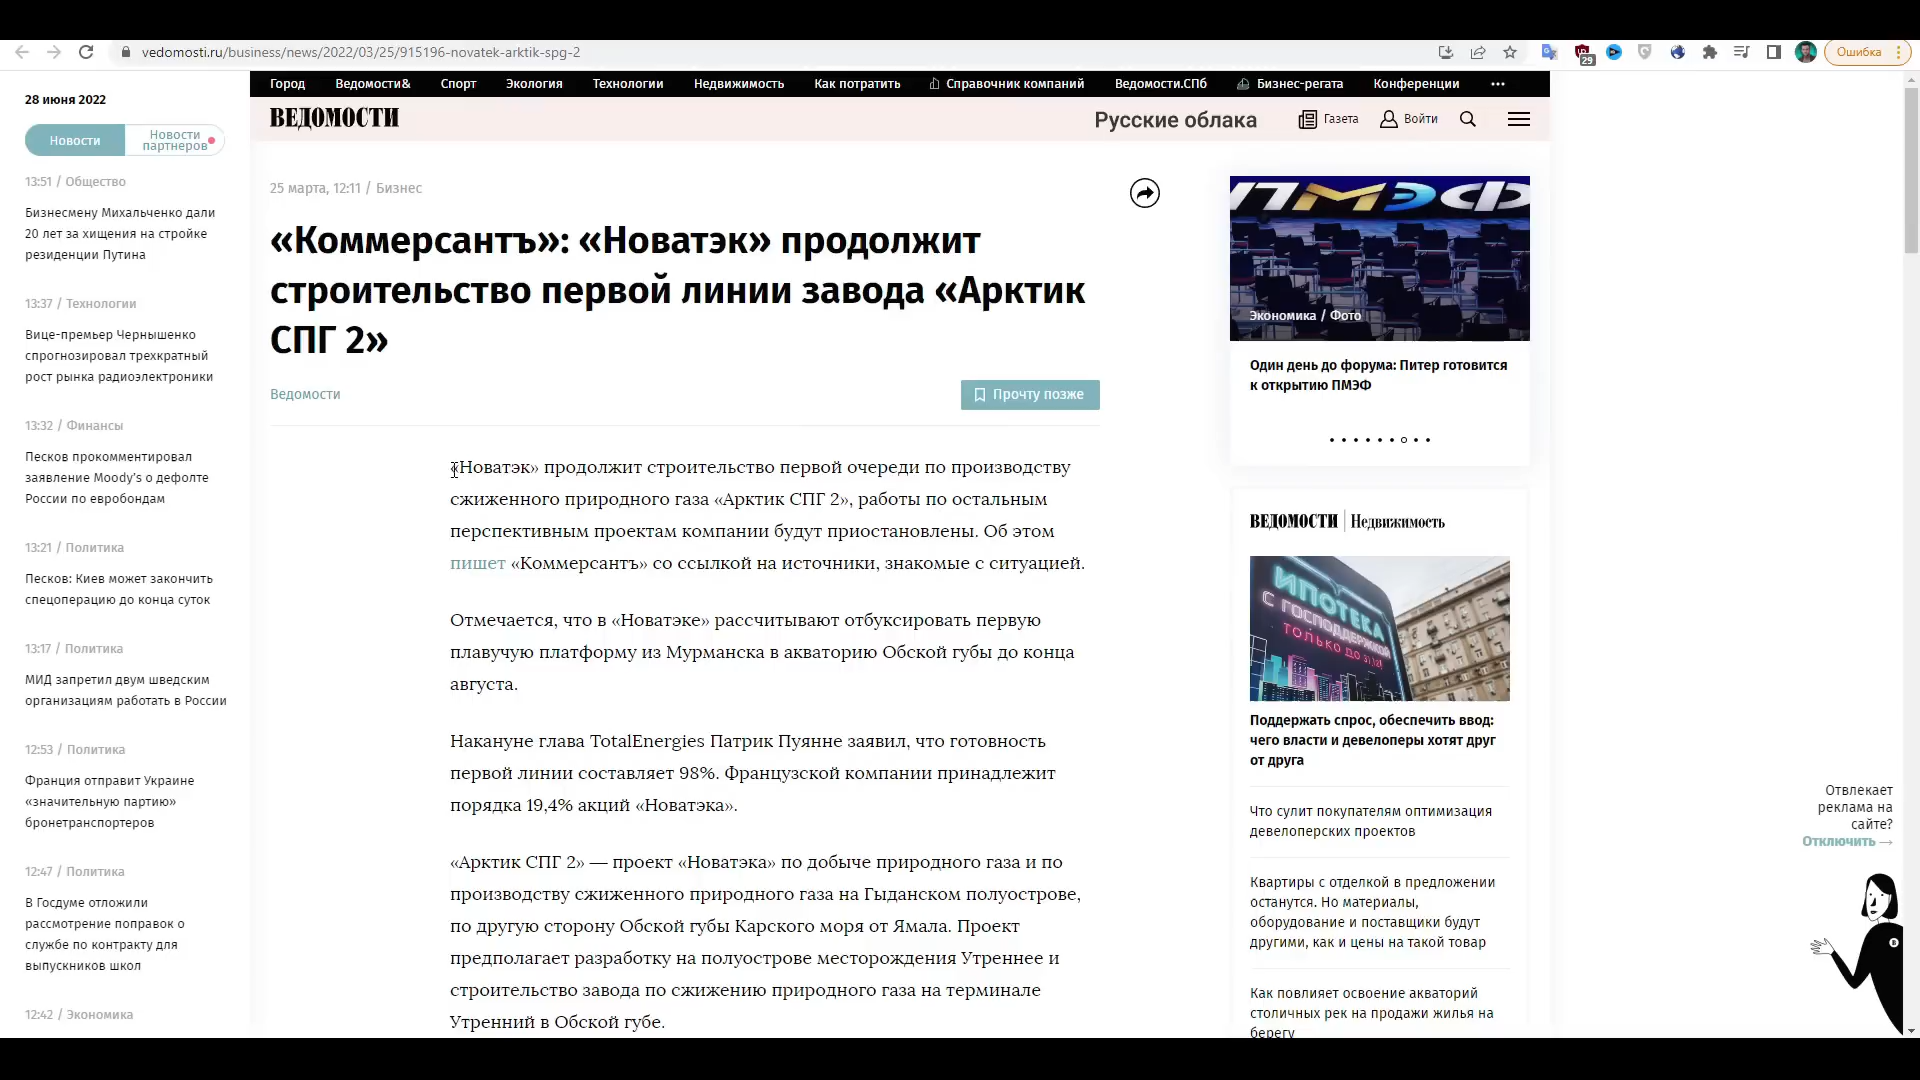 vedomosti.ru/business/news/2022/03/25/915196-novatek-arktik-spg-2
29
Ошибка
Город
Ведомости&
Спорт
Экология
Технологии
Недвижимость
Как потратить
Справочник компаний
Ведомости.СПб
Бизнес-регата
Конференции
28 июня 2022
Новости
Новости
партнеров
13:51 / Общество
Бизнесмену Михальченко дали
20 лет за хищения на стройке
резиденции Путина
13:37 / Технологии
Вице-премьер Чернышенко
спрогнозировал трехкратный
рост рынка радиоэлектроники
13:32 / Финансы
Песков прокомментировал
заявление Moody’s о дефолте
России по евробондам
13:21 / Политика
Песков: Киев может закончить
спецоперацию до конца суток
13:17 / Политика
МИД запретил двум шведским
организациям работать в России
12:53 / Политика
Франция отправит Украине
«значительную партию»
бронетранспортеров
12:47 / Политика
В Госдуме отложили
рассмотрение поправок о
службе по контракту для
выпускников школ
12:42 / Экономика
ВЕДОМОСТИ
Русские облака
Газета
Войти
25 марта, 12:11 / Бизнес
«Коммерсантъ»: «Новатэк» продолжит
строительство первой линии завода «Арктик
СПГ 2»
Ведомости
Прочту позже
«Новатэк» продолжит строительство первой очереди по производству
сжиженного природного газа «Арктик СПГ 2», работы по остальным
перспективным проектам компании будут приостановлены. Об этом
пишет «Коммерсантъ» со ссылкой на источники, знакомые с ситуацией.
Отмечается, что в «Новатэке» рассчитывают отбуксировать первую
плавучую платформу из Мурманска в акваторию Обской губы до конца
августа.
Накануне глава TotalEnergies Патрик Пуянне заявил, что готовность
первой линии составляет 98%. Французской компании принадлежит
порядка 19,4% акций «Новатэка».
«Арктик СПГ 2» — проект «Новатэка» по добыче природного газа и по
производству сжиженного природного газа на Гыданском полуострове,
по другую сторону Обской губы Карского моря от Ямала. Проект
предполагает разработку на полуострове месторождения Утреннее и
строительство завода по сжижению природного газа на терминале
Утренний в Обской губе.
ПМЭФ
Экономика / Фото
Один день до форума: Питер готовится
к открытию ПМЭФ
ВЕДОМОСТИ Недвижимость
ИПОТЕКА
С ГОСПОДДЕРЖКОЙ
ТОЛЬКО ДО 31.12!
Поддержать спрос, обеспечить ввод:
чего власти и девелоперы хотят друг
от друга
Что сулит покупателям оптимизация
девелоперских проектов
Квартиры с отделкой в предложении
останутся. Но материалы,
оборудование и поставщики будут
другими, как и цены на такой товар
Как повлияет освоение акваторий
столичных рек на продажи жилья на
берегу
Отвлекает
реклама на
сайте?
Отключить →